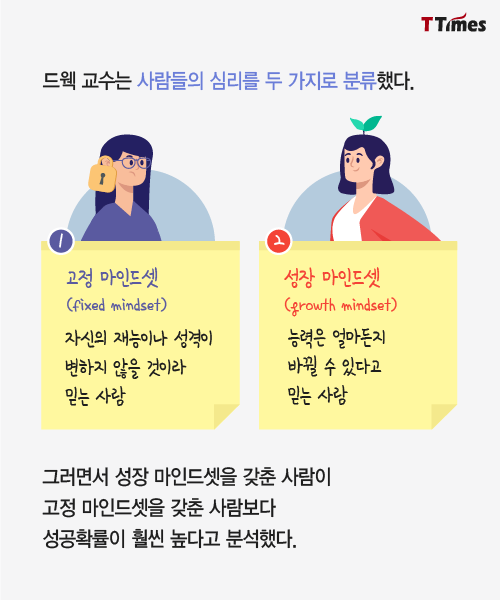 TTimes
드웩 교수는 사람들의 심리를 두 가지로 분류했다.
1
고정 마인드셋
(fixed mindset)
자신의 재능이나 성격이
변하지 않을 것이라
믿는 사람
2
성장 마인드셋
(growth mindset)
능력은 얼마든지
바뀔 수 있다고
믿는 사람
그러면서 성장 마인드셋을 갖춘 사람이
고정 마인드셋을 갖춘 사람보다
성공확률이 훨씬 높다고 분석했다.